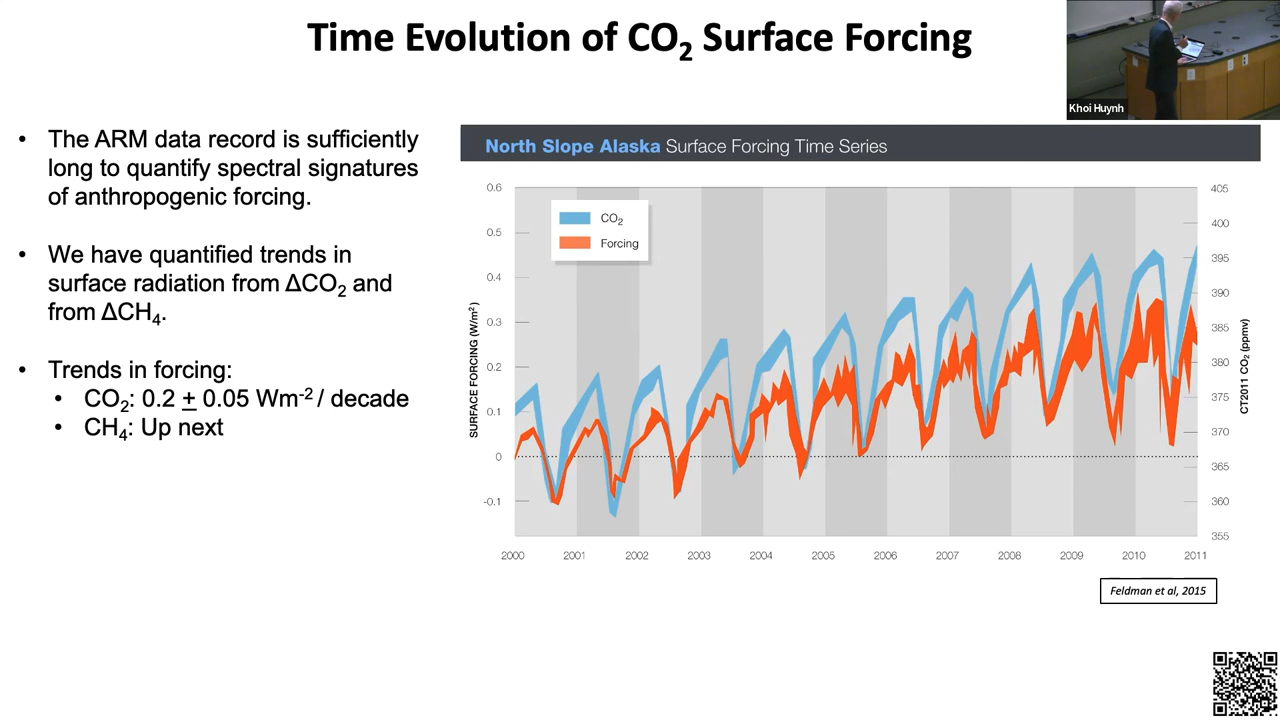 Time Evolution of CO₂ Surface Forcing
Khoi Huynh
• The ARM data record is sufficiently
long to quantify spectral signatures
of anthropogenic forcing.
• We have quantified trends in
surface radiation from ΔCO₂ and
from ΔCH₄.
• Trends in forcing:
• CO₂: 0.2 ± 0.05 Wm⁻² / decade
• CH₄: Up next
North Slope Alaska Surface Forcing Time Series
SURFACE FORCING (W/m²)
0.6
0.5
0.4
0.3
0.2
0.1
0
-0.1
CO₂
Forcing
405
400
395
390
385
380
375
370
365
360
355
CT2011 CO₂ (ppmv)
2000 2001 2002 2003 2004 2005 2006 2007 2008 2009 2010 2011
Feldman et al, 2015